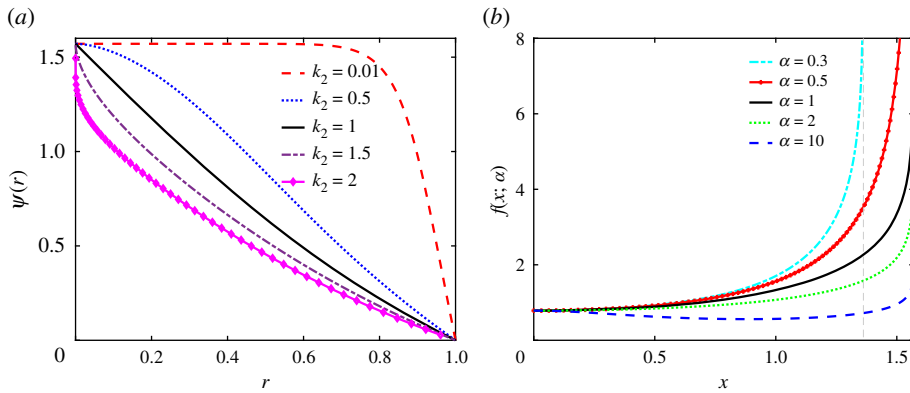 (a)
1.5
1.0
0.5
0
0.2
0.4
0.6
0.8
1.0
r
ψ(r)
k2 = 0.01
k2 = 0.5
k2 = 1
k2 = 1.5
k2 = 2
(b)
8
6
4
2
0
0.5
1.0
1.5
x
f(x; α)
α = 0.3
α = 0.5
α = 1
α = 2
α = 10